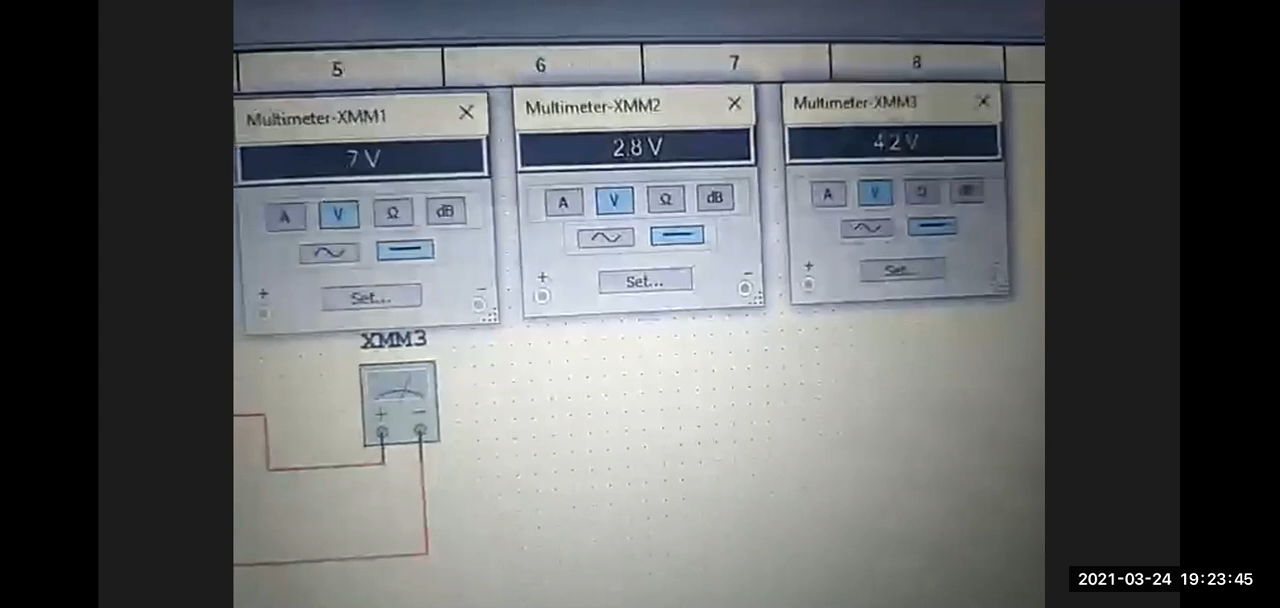 5 6 7 8
Multimeter-XMM1
7 V
A V Ω dB
Set...
+ -
Multimeter-XMM2
2.8 V
A V Ω dB
Set...
+ -
Multimeter-XMM3
4.2 V
A V Ω dB
Set...
+ -
XMM3
+ -
2021-03-24 19:23:45